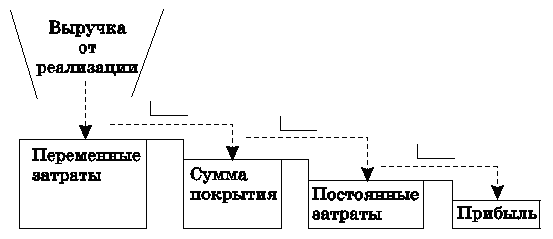 Выручка
от
реализации
Переменные
затраты
Сумма
покрытия
Постоянные
затраты
Прибыль